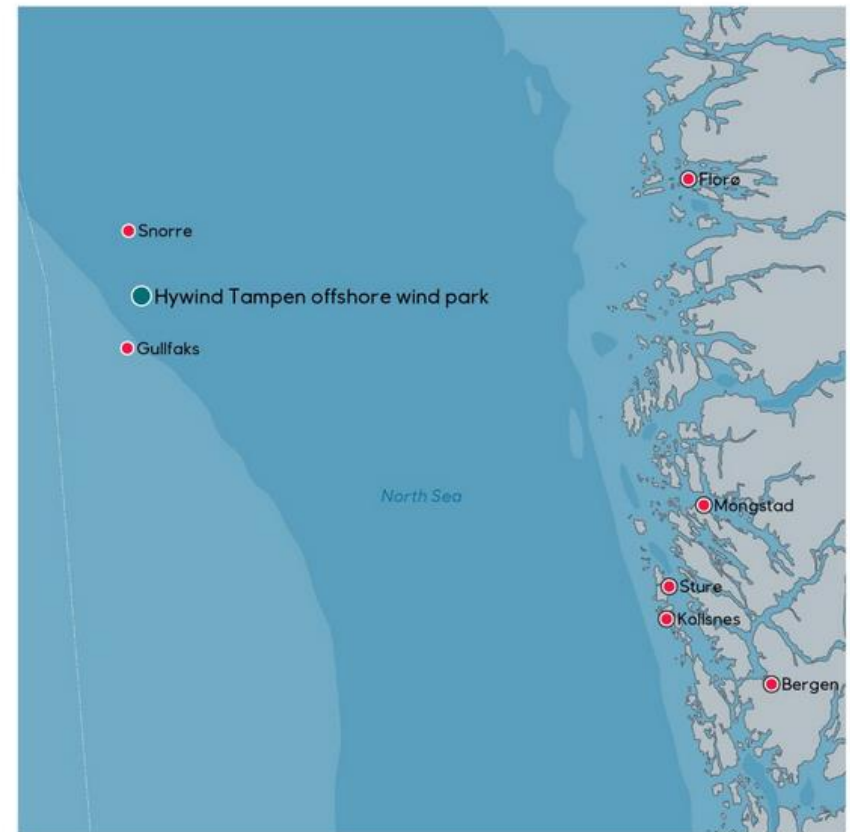 Florø
Snorre
Hywind Tampen offshore wind park
Gullfaks
North Sea
Mongstad
Sture
Kollsnes
Bergen